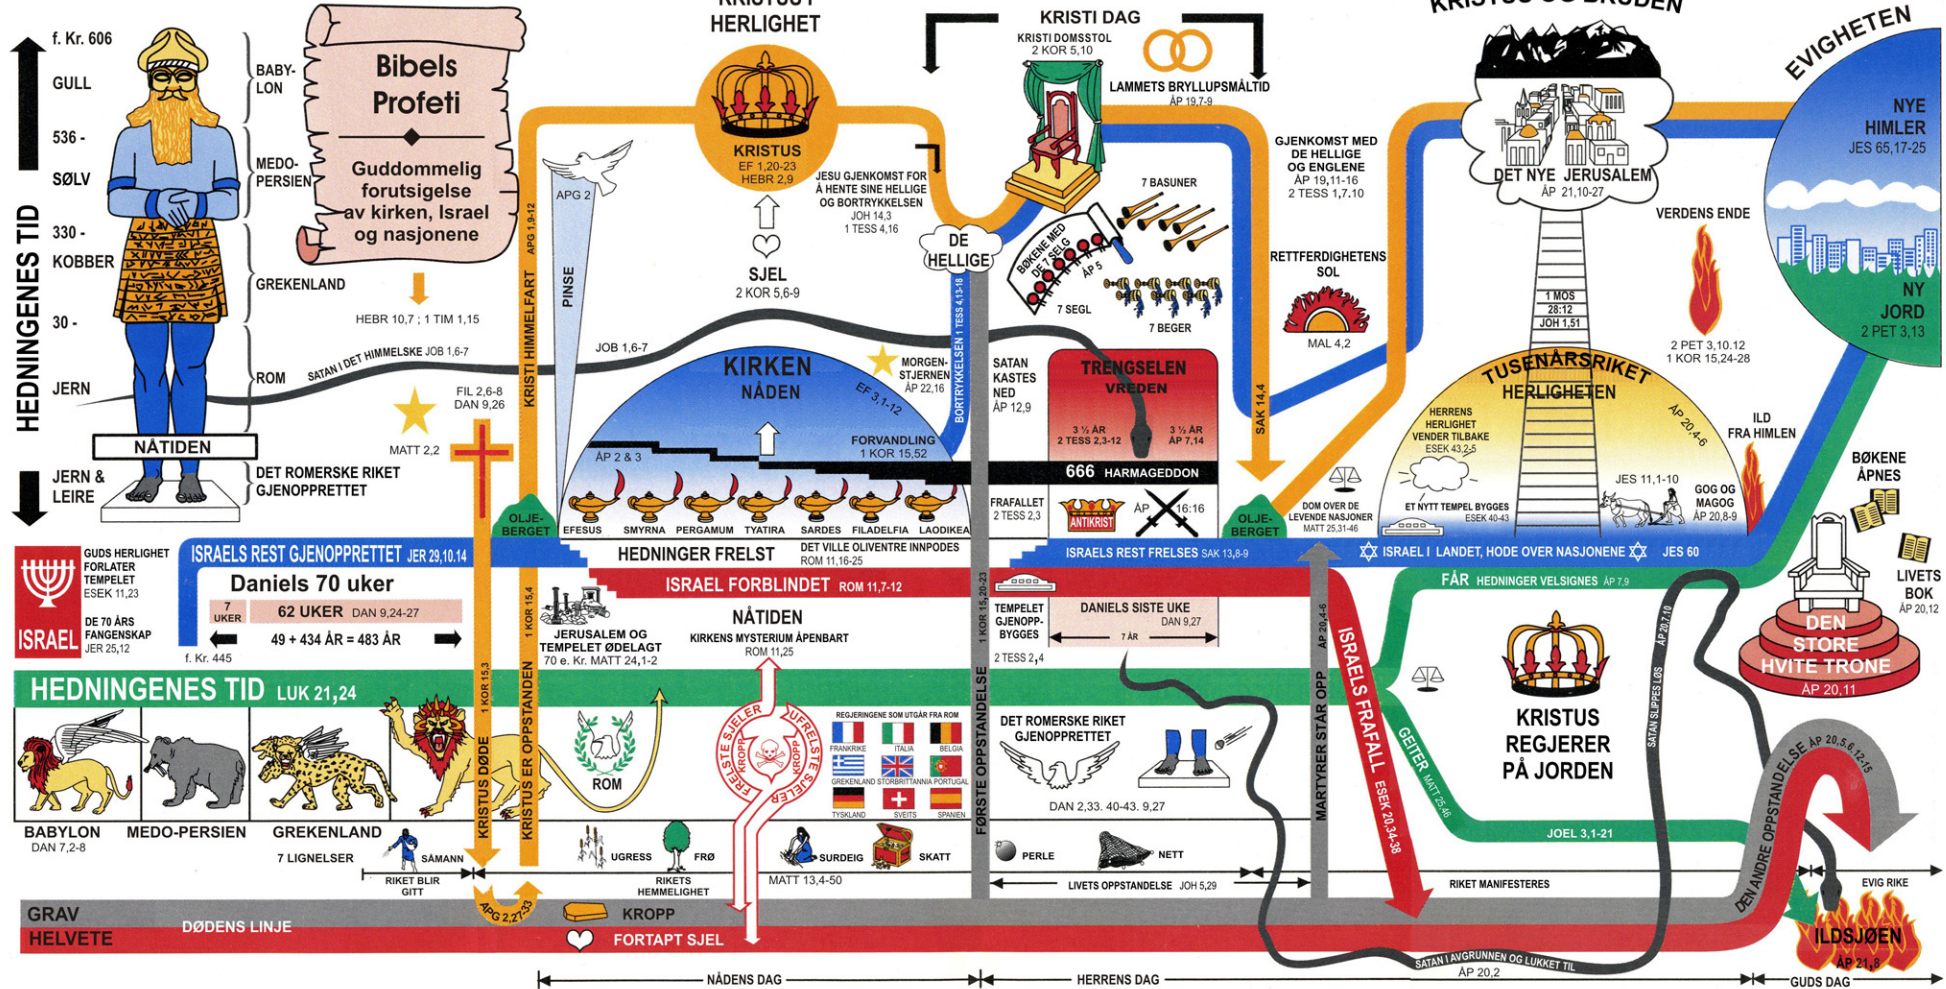 KRISTUS I
HERLIGHET
KRISTI DAG
KRISTI DOMSTOL
2 KOR 5,10
LAMMETS BRYLLUPSMÅLTID
ÅP 19,7-9
KRISTUS OG BRUDEN
EVIGHETEN
f. Kr. 606
GULL
536 -
SØLV
330 -
KOBBER
30 -
JERN
JERN &
LEIRE
HEDNINGENES TID
BABY-
LON
MEDO-
PERSIEN
GREKENLAND
ROM
NÅTIDEN
DET ROMERSKE RIKET
GJENOPPRETTET
Bibels
Profeti
Guddommelig
forutsigelse
av kirken, Israel
og nasjonene
HEBR 10,7 ; 1 TIM 1,15
SATAN I DET HIMMELSKE JOB 1,6-7
MATT 2,2
FIL 2,6-8
DAN 9,26
KRISTI HIMMELFART APG 1,9-12
APG 2
PINSE
KRISTUS
EF 1,20-23
HEBR 2,9
SJEL
2 KOR 5,6-9
JOB 1,6-7
JESU GJENKOMST FOR
Å HENTE SINE HELLIGE
OG BORTRYKKELSEN
JOH 14,3
1 TESS 4,16
DE
HELLIGE
BORTRYKKELSEN 1 TESS 4,13-18
BØKENE MED
DE 7 SELG
ÅP 5
7 SEGL
7 BASUNER
7 BEGER
GJENKOMST MED
DE HELLIGE
OG ENGLENE
ÅP 19,11-16
2 TESS 1,7.10
RETTFERDIGHETENS
SOL
MAL 4,2
DET NYE JERUSALEM
ÅP 21,10-27
1 MOS
28:12
JOH 1,51
VERDENS ENDE
2 PET 3,10.12
1 KOR 15,24-28
NYE
HIMLER
JES 65,17-25
NY
JORD
2 PET 3,13
KIRKEN
NÅDEN
EF 3,1-12
MORGEN-
STJERNEN
ÅP 22,16
FORVANDLING
1 KOR 15,52
ÅP 2 & 3
EFESUS
SMYRNA
PERGAMUM
TYATIRA
SARDES
FILADELFIA
LAODIKEA
SATAN
KASTES
NED
ÅP 12,9
TRENGSELEN
VREDEN
3 ½ ÅR
2 TESS 2,3-12
3 ½ ÅR
ÅP 7,14
666 HARMAGEDDON
FRAFALLET
2 TESS 2,3
ANTIKRIST
ÅP 16:16
SAK 14,4
OLJE-
BERGET
OLJE-
BERGET
DOM OVER DE
LEVENDE NASJONER
MATT 25,31-46
TUSENÅRSRIKET
HERLIGHETEN
ÅP 20,4-6
HERRENS
HERLIGHET
VENDER TILBAKE
ESEK 43,2-5
ET NYTT TEMPEL BYGGES
ESEK 40-43
JES 11,1-10
GOG OG
MAGOG
ÅP 20,8-9
ILD
FRA HIMLEN
BØKENE
ÅPNES
LIVETS
BOK
ÅP 20,12
DEN
STORE
HVITE TRONE
ÅP 20,11
ISRAEL
GUDS HERLIGHET
FORLATER
TEMPELET
ESEK 11,23
DE 70 ÅRS
FANGENSKAP
JER 25,12
ISRAELS REST GJENOPPRETTET JER 29,10.14
Daniels 70 uker
7
UKER
62 UKER DAN 9,24-27
49 + 434 ÅR = 483 ÅR
f. Kr. 445
HEDNINGER FRELST
DET VILLE OLIVENTRE INNPODES
ROM 11,16-25
ISRAEL FORBLINDET ROM 11,7-12
ISRAELS REST FRELSES SAK 13,8-9
ISRAEL I LANDET, HODE OVER NASJONENE
JES 60
JERUSALEM OG
TEMPELET ØDELAGT
70 e. Kr. MATT 24,1-2
NÅTIDEN
KIRKENS MYSTERIUM ÅPENBART
ROM 11,25
TEMPELET
GJENOPP-
BYGGES
2 TESS 2,4
DANIELS SISTE UKE
DAN 9,27
7 ÅR
FÅR HEDNINGER VELSIGNES ÅP 7,9
HEDNINGENES TID LUK 21,24
KRISTUS DØDE 1 KOR 15,3
KRISTUS ER OPPSTANDEN 1 KOR 15,4
FØRSTE OPPSTANDELSE 1 KOR 15,20-23
MARTYRER STÅR OPP ÅP 20,4-6
ISRAELS FRAFALL ESEK 20,34-38
GEITER MATT 25,46
JOEL 3,1-21
KRISTUS
REGJERER
PÅ JORDEN
SATAN SLIPPES LØS ÅP 20,7.10
BABYLON
DAN 7,2-8
MEDO-PERSIEN
GREKENLAND
ROM
FRELSTE SJELER
KROPP
UFRELSTE SJELER
KROPP
REGJERINGENE SOM UTGÅR FRA ROM
FRANKRIKE
ITALIA
BELGIA
GREKENLAND
STORBRITTANNIA
PORTUGAL
TYSKLAND
SVEITS
SPANIEN
DET ROMERSKE RIKET
GJENOPPRETTET
DAN 2,33. 40-43. 9,27
7 LIGNELSER
SÅMANN
UGRESS
FRØ
SURDEIG
SKATT
PERLE
NETT
RIKET BLIR
GITT
RIKETS
HEMMELIGHET
MATT 13,4-50
LIVETS OPPSTANDELSE JOH 5,29
RIKET MANIFESTERES
EVIG RIKE
DEN ANDRE OPPSTANDELSE ÅP 20,5.6.12-15
GRAV
HELVETE
DØDENS LINJE
APG 2,27-33
KROPP
FORTAPT SJEL
SATAN I AVGRUNNEN OG LUKKET TIL
ÅP 20,2
ILDSJØEN
ÅP 21,8
NÅDENS DAG
HERRENS DAG
GUDS DAG